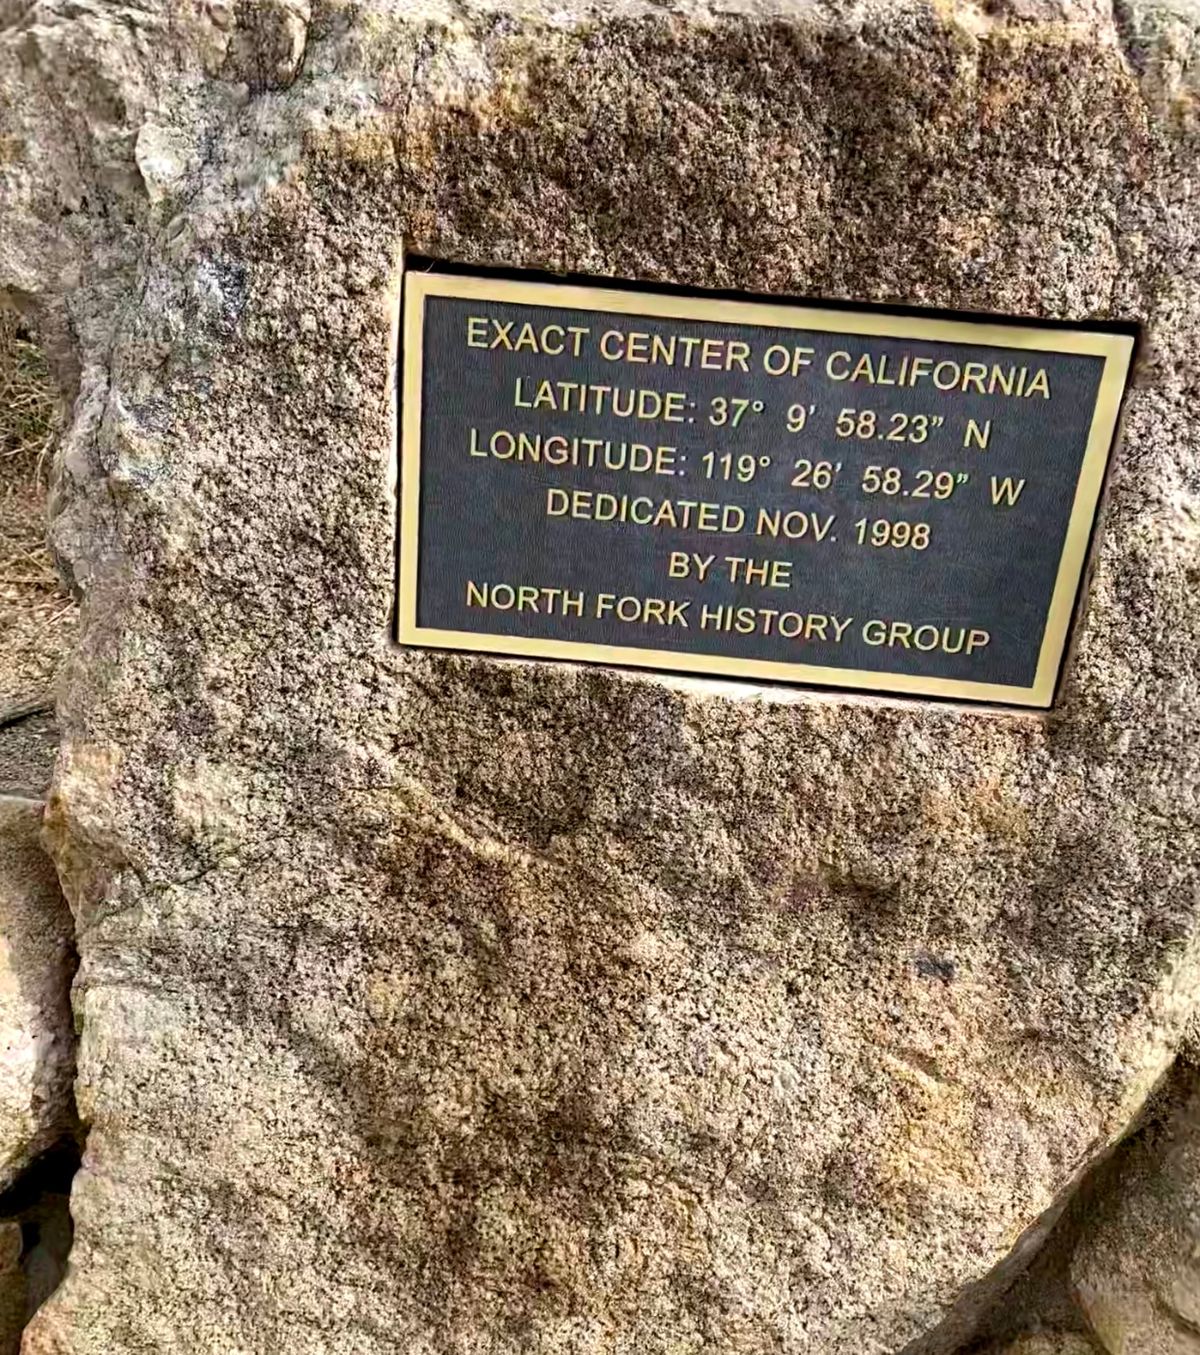 EXACT CENTER OF CALIFORNIA
LATITUDE: 37° 9' 58.23” N
LONGITUDE: 119° 26' 58.29” W
DEDICATED NOV. 1998
BY THE
NORTH FORK HISTORY GROUP